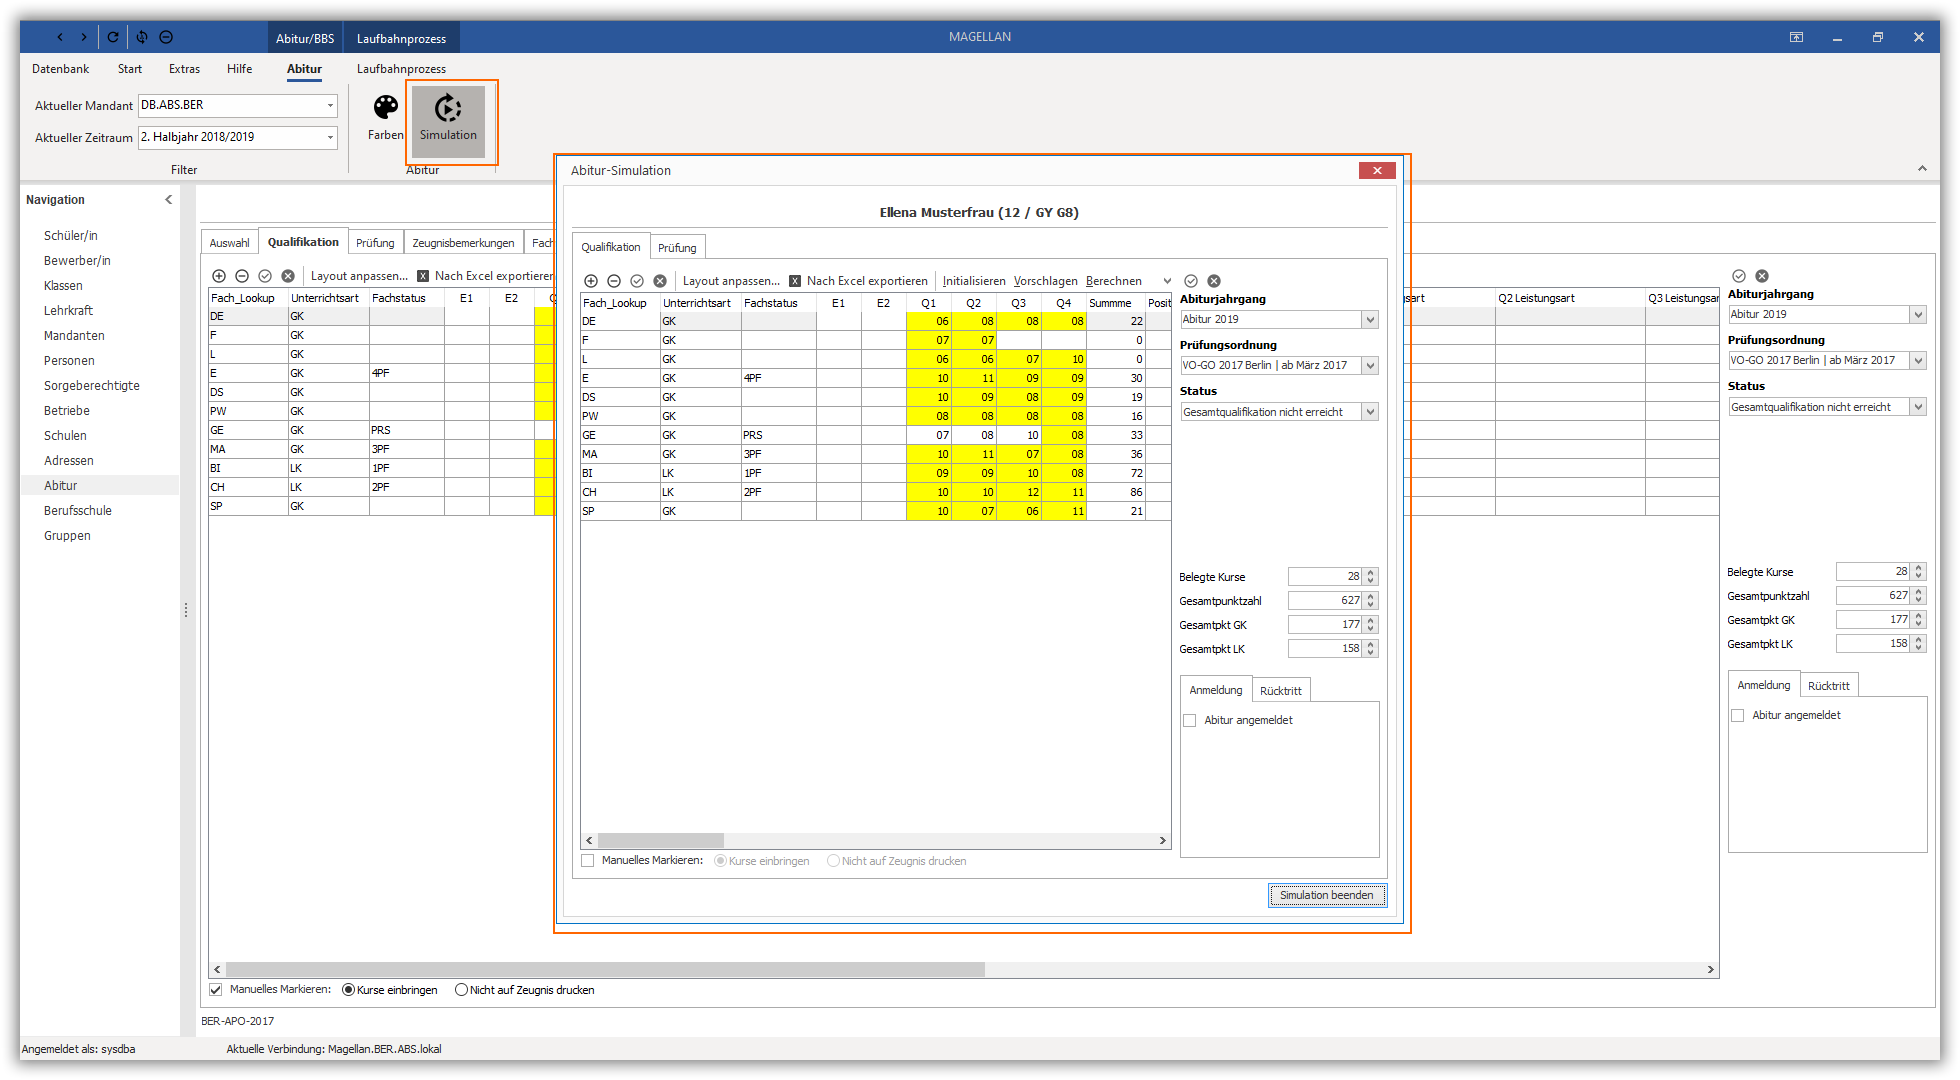 Abitur/BBS Laufbahnprozess MAGELLAN
Datenbank Start Extras Hilfe Abitur Laufbahnprozess
Aktueller Mandant DB.ABS.BER
Aktueller Zeitraum 2. Halbjahr 2018/2019
Farben Simulation
Filter Abitur
Navigation
Schüler/in
Bewerber/in
Klassen
Lehrkraft
Mandanten
Personen
Sorgeberechtigte
Betriebe
Schulen
Adressen
Abitur
Berufsschule
Gruppen
Auswahl Qualifikation Prüfung Zeugnisbemerkungen Fach
Layout anpassen... Nach Excel exportieren
Fach_Lookup Unterrichtsart Fachstatus E1 E2
DE GK
F GK
L GK
E GK 4PF
DS GK
PW GK
GE GK PRS
MA GK 3PF
BI LK 1PF
CH LK 2PF
SP GK
Manuelles Markieren: Kurse einbringen Nicht auf Zeugnis drucken
BER-APO-2017
Abitur-Simulation
Ellena Musterfrau (12 / GY G8)
Qualifikation Prüfung
Layout anpassen... Nach Excel exportieren Initialisieren Vorschlagen Berechnen
Fach_Lookup Unterrichtsart Fachstatus E1 E2 Q1 Q2 Q3 Q4 Summme Posit
DE GK 06 08 08 08 22
F GK 07 07 0
L GK 06 06 07 10 0
E GK 4PF 10 11 09 09 30
DS GK 10 09 08 09 19
PW GK 08 08 08 08 16
GE GK PRS 07 08 10 08 33
MA GK 3PF 10 11 07 08 36
BI LK 1PF 09 09 10 08 72
CH LK 2PF 10 10 12 11 86
SP GK 10 07 06 11 21
Manuelles Markieren: Kurse einbringen Nicht auf Zeugnis drucken
Abiturjahrgang
Abitur 2019
Prüfungsordnung
VO-GO 2017 Berlin | ab März 2017
Status
Gesamtqualifikation nicht erreicht
Belegte Kurse 28
Gesamtpunktzahl 627
Gesamtpkt GK 177
Gesamtpkt LK 158
Anmeldung Rücktritt
Abitur angemeldet
Simulation beenden
sart Q2 Leistungsart Q3 Leistungsar
Abiturjahrgang
Abitur 2019
Prüfungsordnung
VO-GO 2017 Berlin | ab März 2017
Status
Gesamtqualifikation nicht erreicht
Belegte Kurse 28
Gesamtpunktzahl 627
Gesamtpkt GK 177
Gesamtpkt LK 158
Anmeldung Rücktritt
Abitur angemeldet
Angemeldet als: sysdba Aktuelle Verbindung: Magellan.BER.ABS.lokal